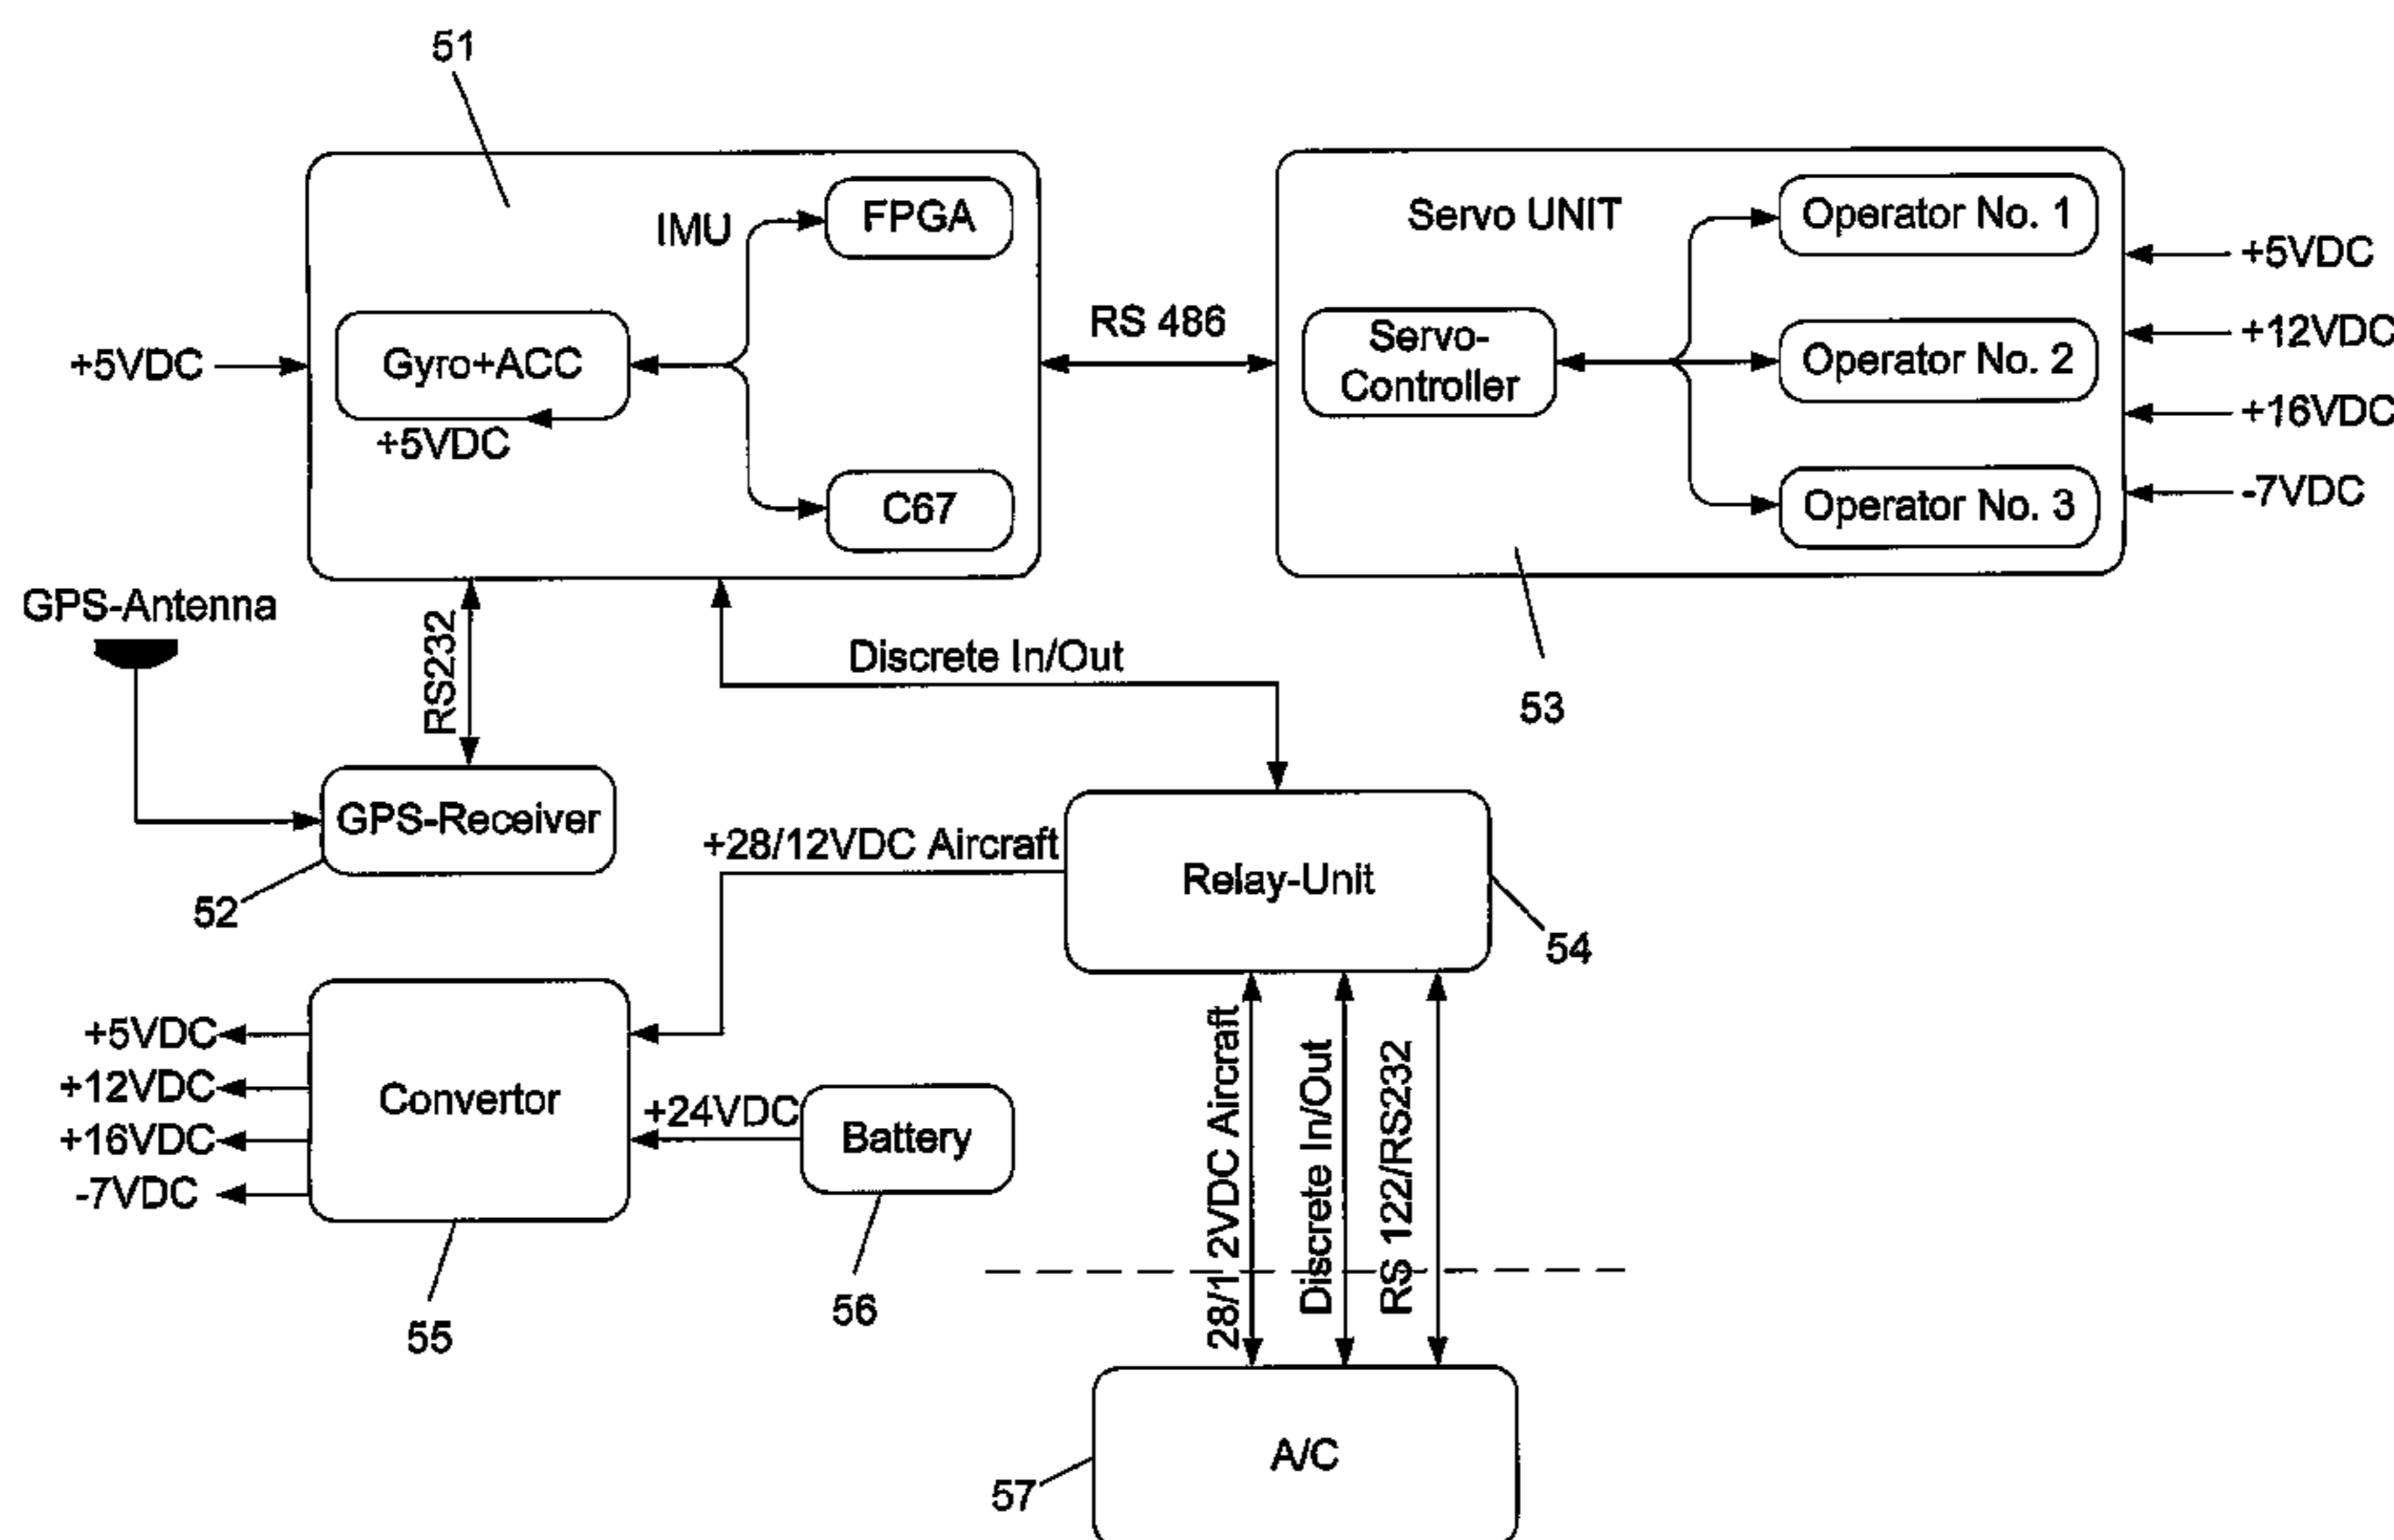 51
IMU
FPGA
Gyro+ACC
+5VDC
+5VDC
C67
RS 486
Servo UNIT
Servo-
Controller
Operator No. 1
Operator No. 2
Operator No. 3
+5VDC
+12VDC
+16VDC
-7VDC
53
GPS-Antenna
RS232
Discrete In/Out
GPS-Receiver
52
+28/12VDC Aircraft
Relay-Unit
54
+5VDC
+12VDC
+16VDC
-7VDC
Convertor
55
+24VDC
Battery
56
28/1 2VDC Aircraft
Discrete In/Out
RS 122/RS232
A/C
57